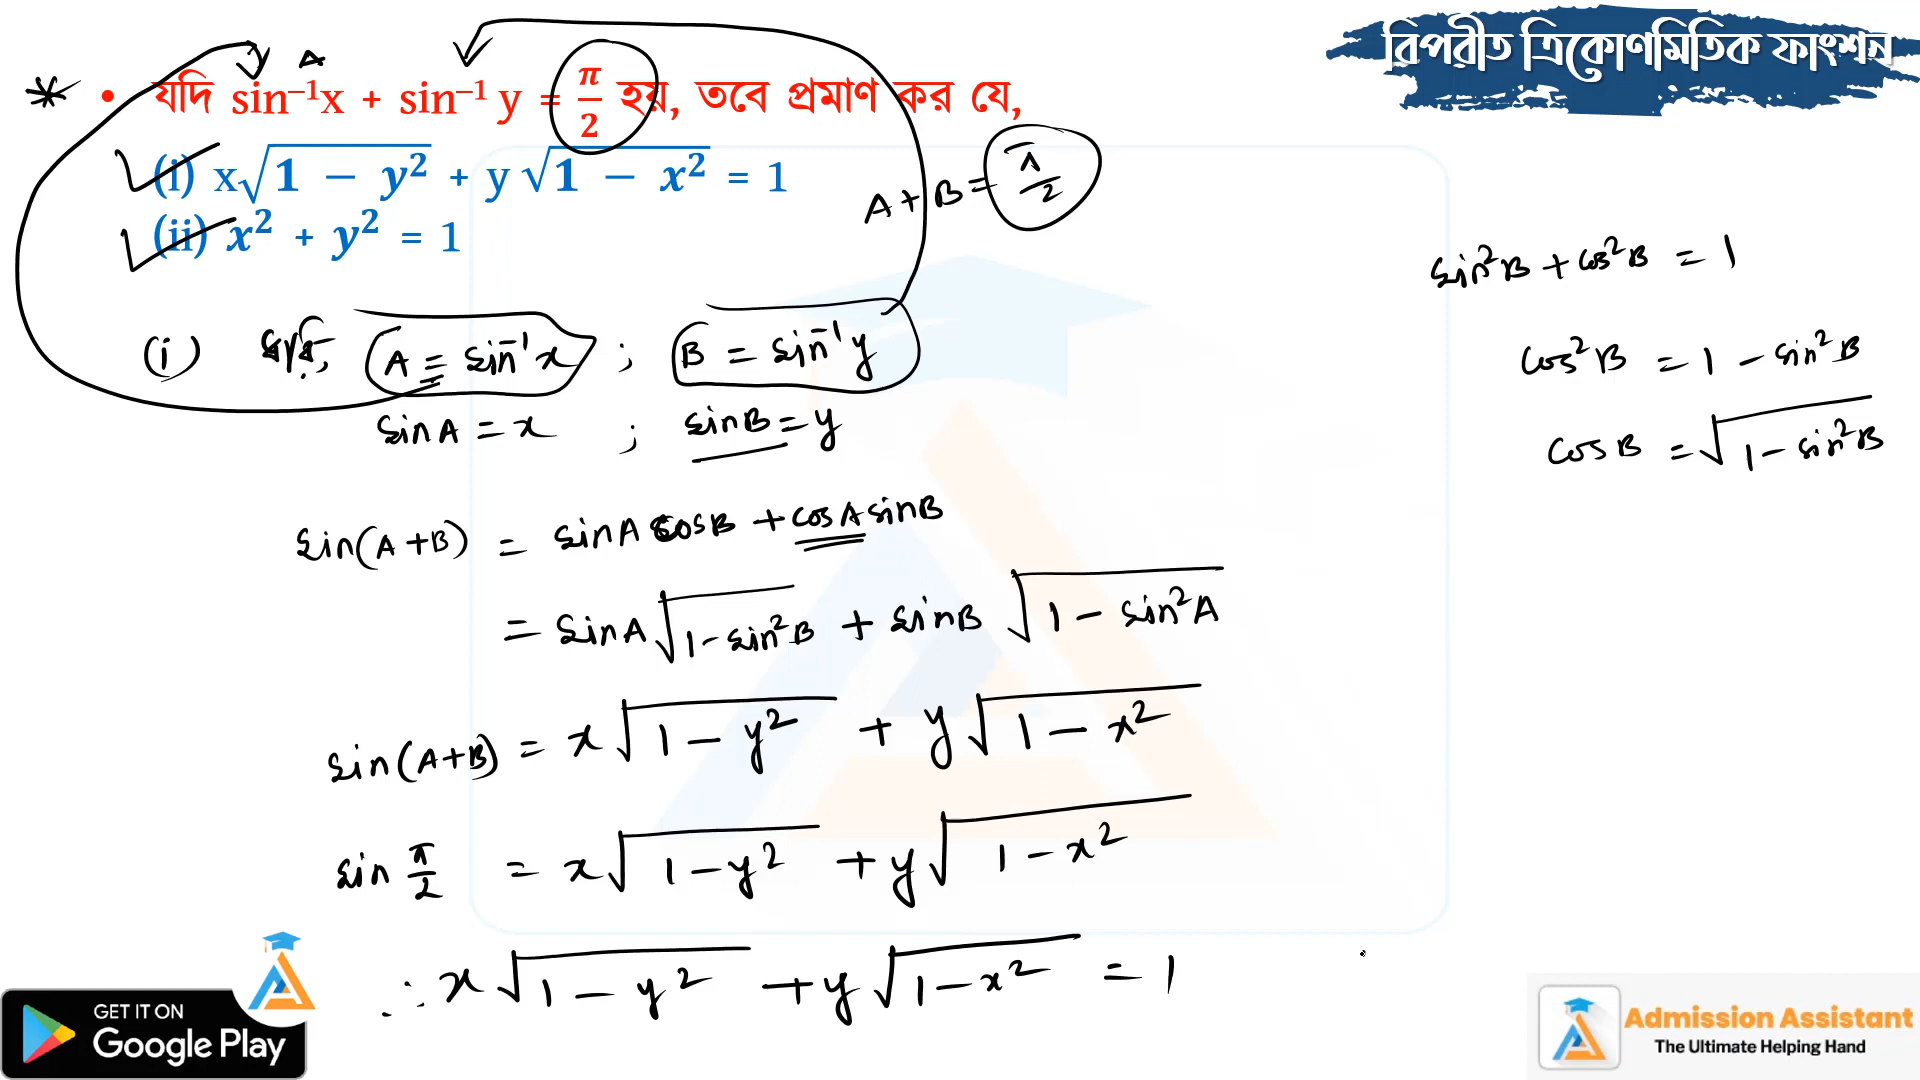 বিপরীত ত্রিকোণমিতিক ফাংশন
A
* • যদি sin⁻¹x + sin⁻¹ y = π/2 হয়, তবে প্রমাণ কর যে,
(i) x√(1 − y²) + y √(1 − x²) = 1
A + B = π/2
(ii) x² + y² = 1
sin²B + cos²B = 1
(i) ধরি, A = sin⁻¹x ; B = sin⁻¹y
cos²B = 1 − sin²B
sinA = x ; sinB = y
cosB = √(1 − sin²B)
sin(A+B) = sinA cosB + cosA sinB
= sinA √(1−sin²B) + sinB √(1 − sin²A)
sin(A+B) = x√(1 − y²) + y√(1 − x²)
sin π/2 = x√(1−y²) + y√(1−x²)
∴ x√(1 − y²) + y√(1−x²) = 1
GET IT ON
Google Play
Admission Assistant
The Ultimate Helping Hand